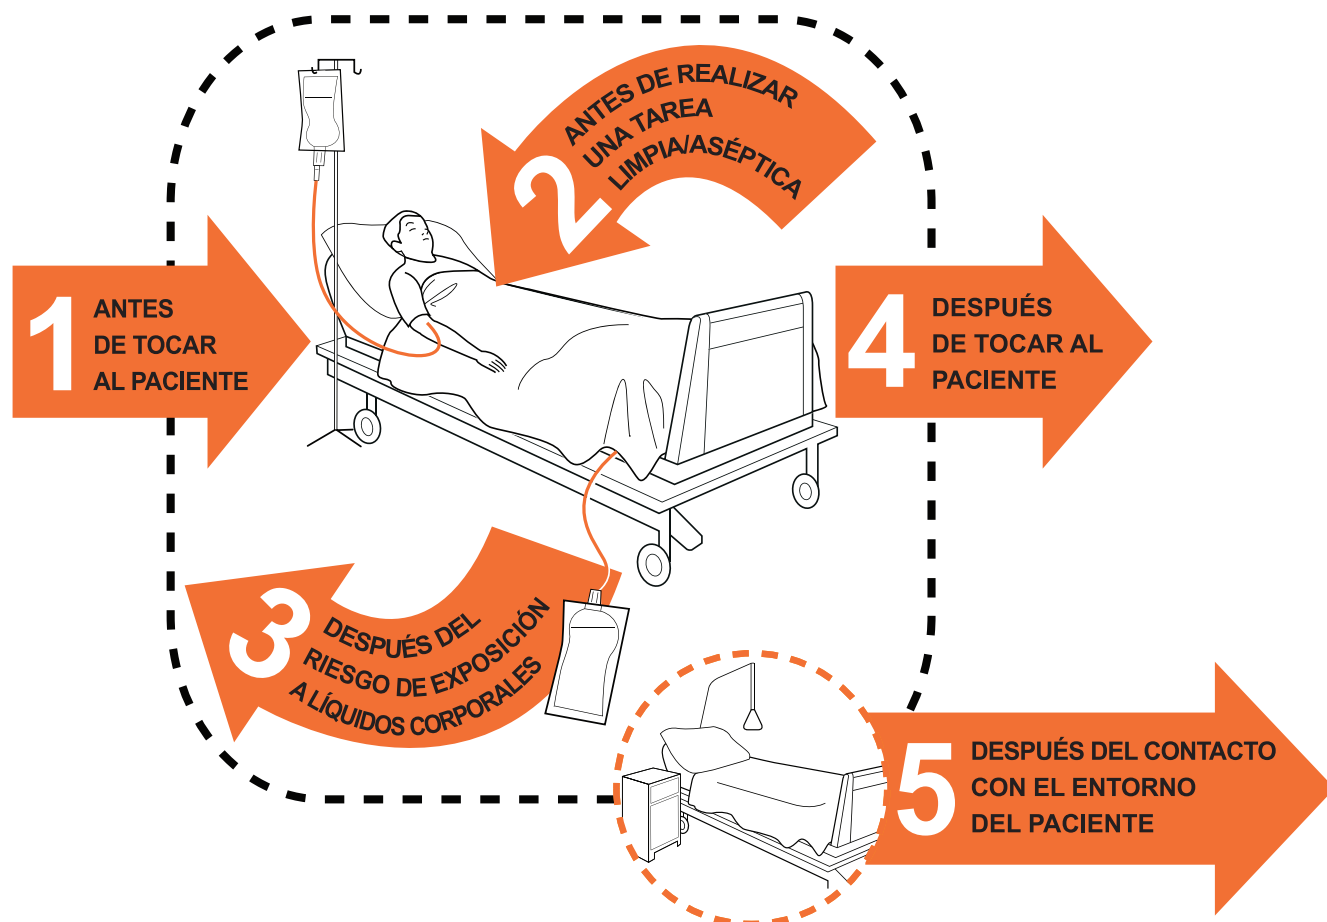 1
ANTES
DE TOCAR
AL PACIENTE
2
ANTES DE REALIZAR
UNA TAREA
LIMPIA/ASÉPTICA
3
DESPUÉS DEL
RIESGO DE EXPOSICIÓN
A LÍQUIDOS CORPORALES
4
DESPUÉS
DE TOCAR AL
PACIENTE
5
DESPUÉS DEL CONTACTO
CON EL ENTORNO
DEL PACIENTE